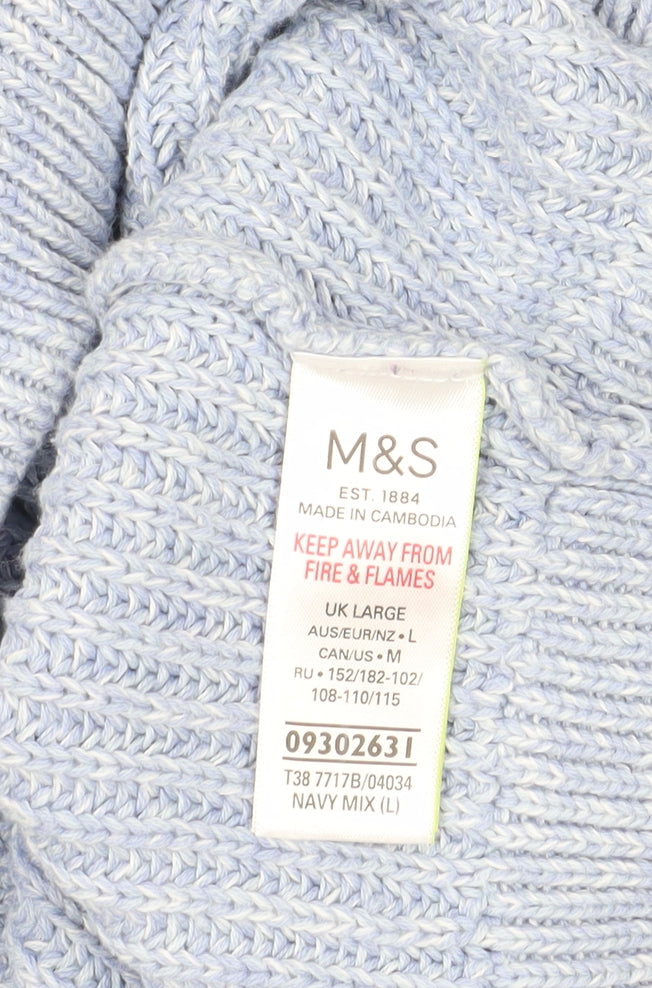 M&S
EST. 1884
MADE IN CAMBODIA
KEEP AWAY FROM
FIRE & FLAMES
UK LARGE
AUS/EUR/NZ • L
CAN/US • M
RU • 152/182-102/
108-110/115
09302631
T38 7717B/04034
NAVY MIX (L)